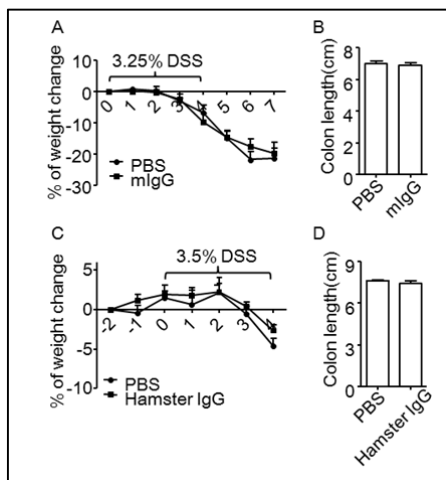 A
3.25% DSS
% of weight change
10
0
-10
-20
-30
0 1 2 3 4 5 6 7
PBS
mIgG
B
Colon length(cm)
8
6
4
2
0
PBS
mIgG
C
3.5% DSS
% of weight change
5
0
-5
-10
-2 -1 0 1 2 3 4
PBS
Hamster IgG
D
Colon length(cm)
9
6
3
0
PBS
Hamster IgG